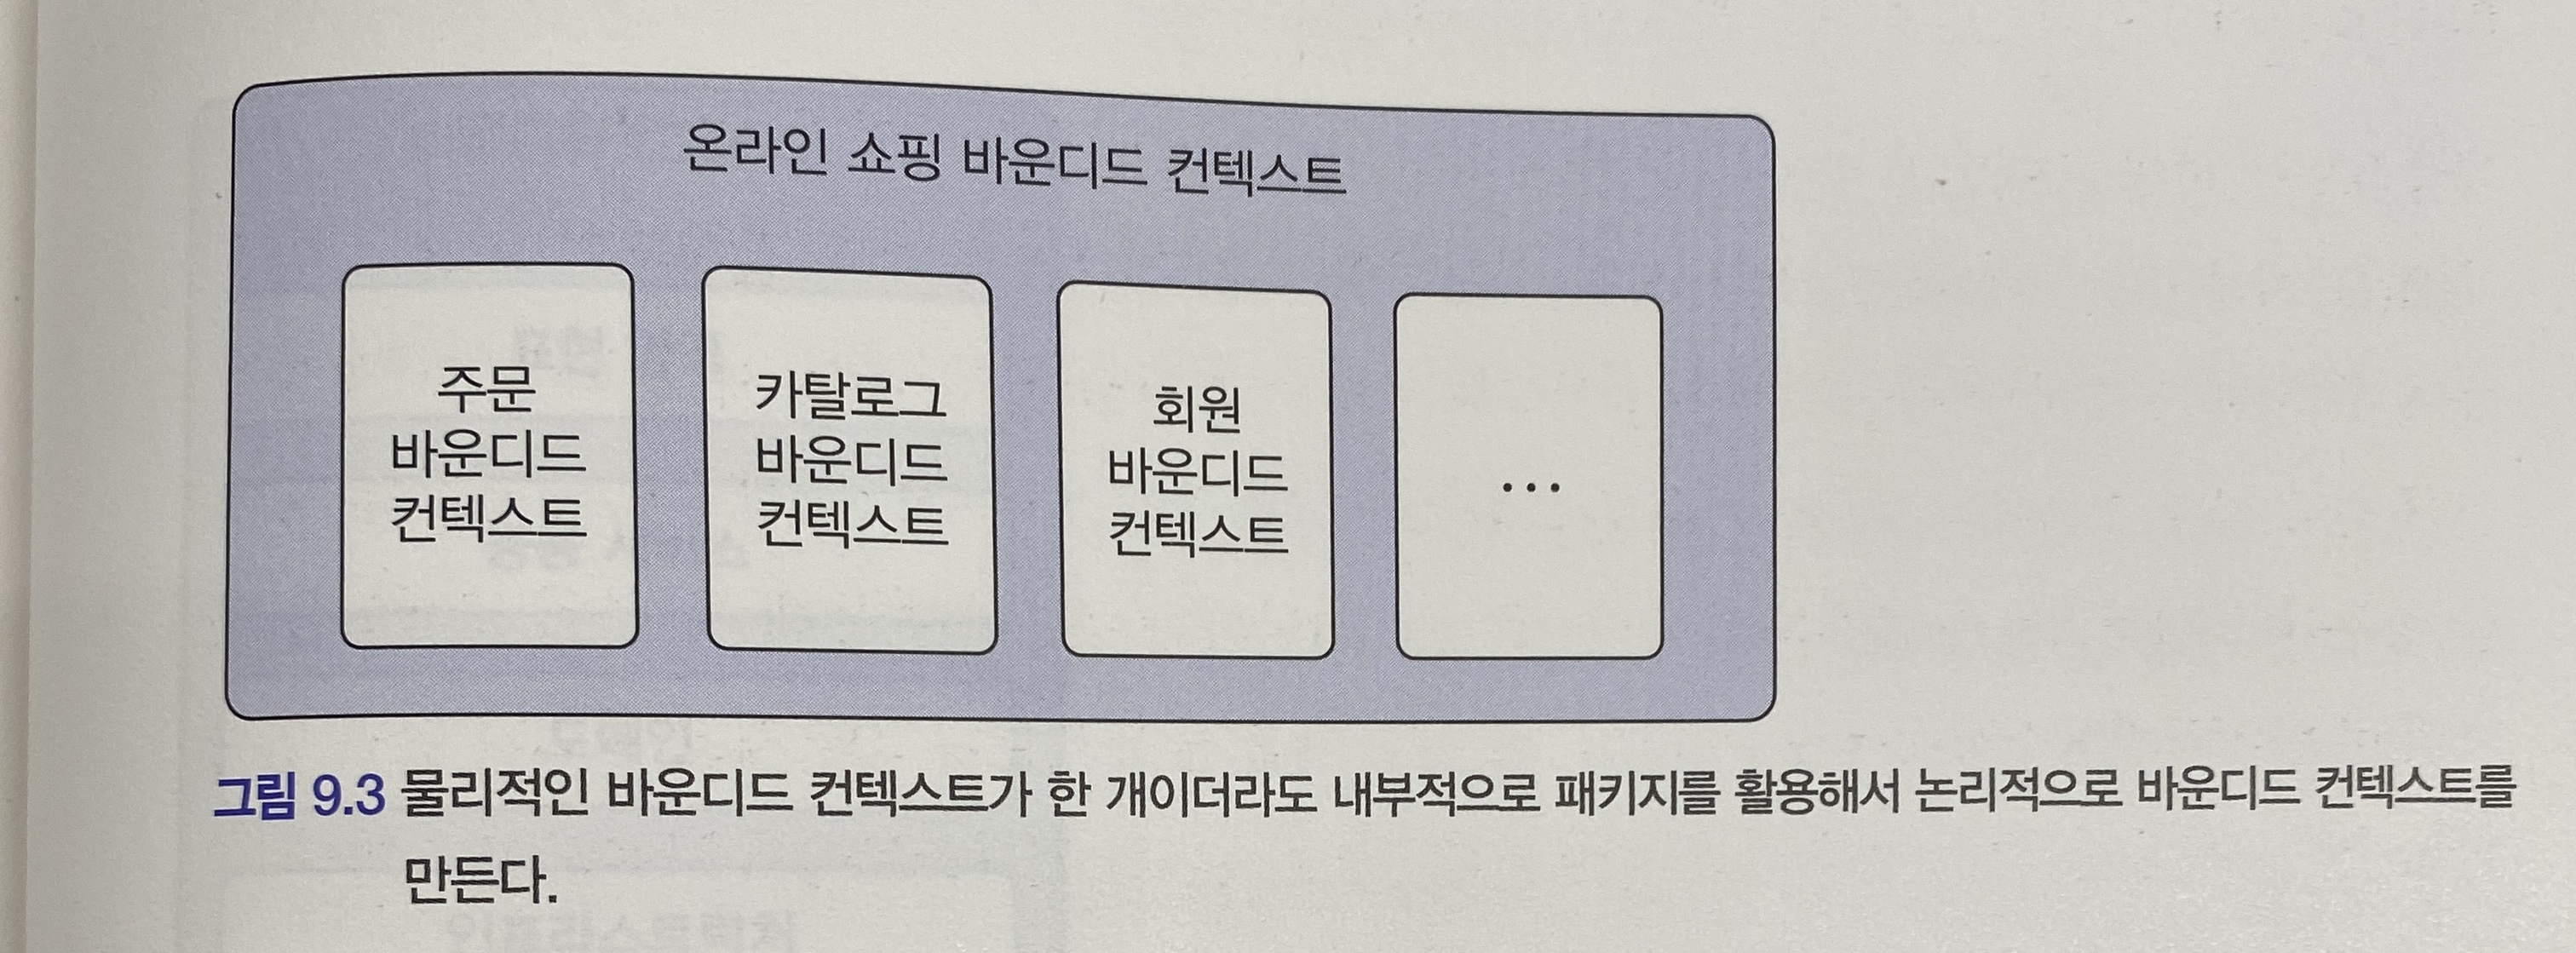 온라인 쇼핑 바운디드 컨텍스트
주문
바운디드
컨텍스트
카탈로그
바운디드
컨텍스트
회원
바운디드
컨텍스트
...
그림 9.3 물리적인 바운디드 컨텍스트가 한 개이더라도 내부적으로 패키지를 활용해서 논리적으로 바운디드 컨텍스트를
만든다.